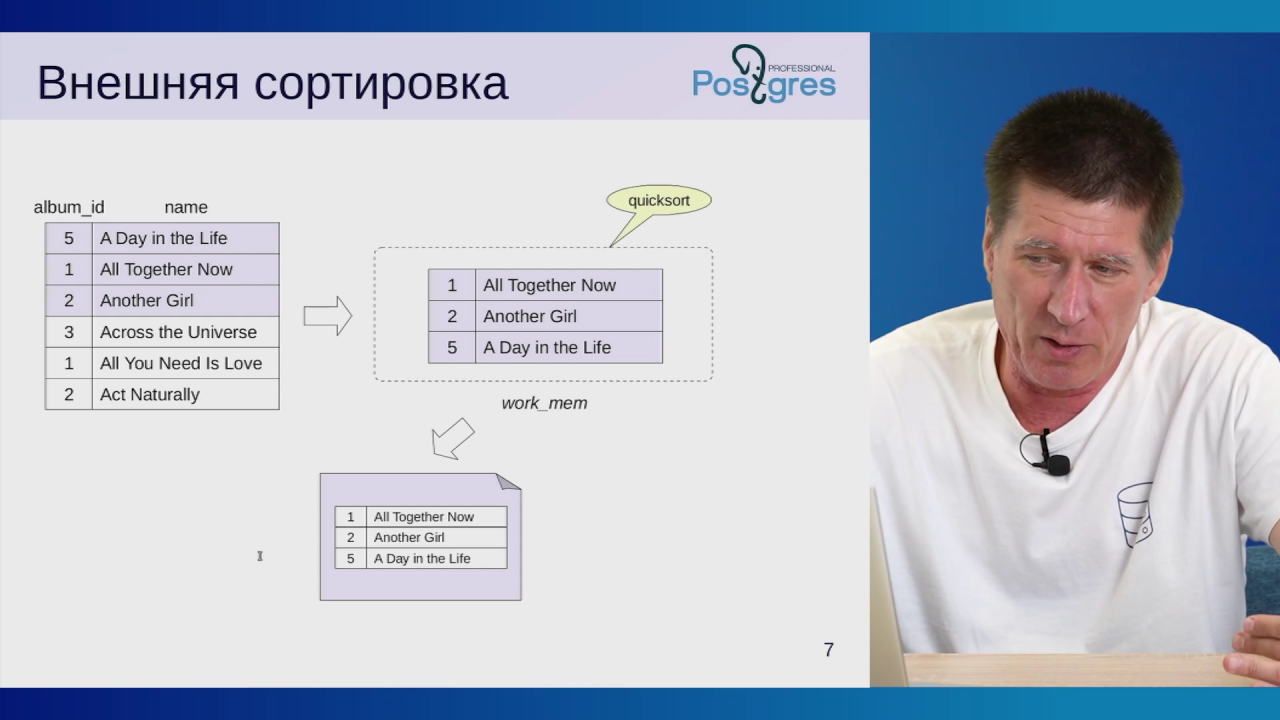 Внешняя сортировка
PROFESSIONAL
Postgres
album_id name
5 A Day in the Life
1 All Together Now
2 Another Girl
3 Across the Universe
1 All You Need Is Love
2 Act Naturally
quicksort
1 All Together Now
2 Another Girl
5 A Day in the Life
work_mem
1 All Together Now
2 Another Girl
5 A Day in the Life
7